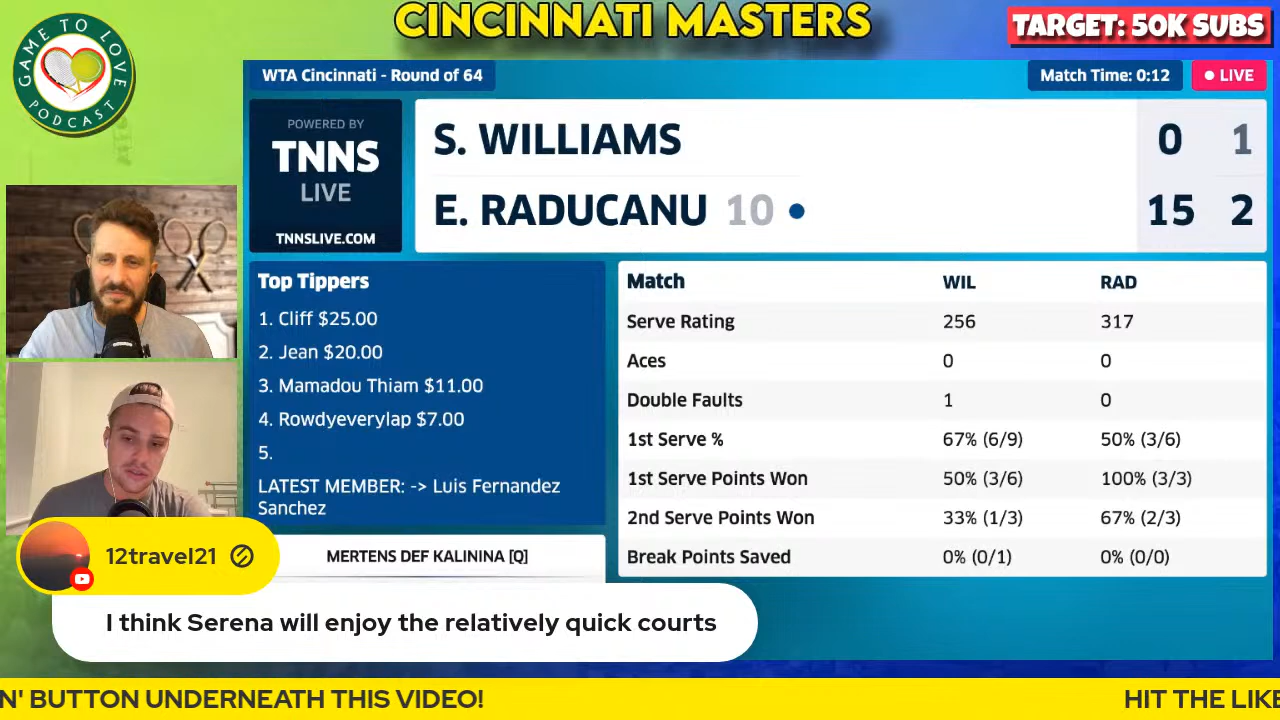 CINCINNATI MASTERS
TARGET: 50K SUBS
GAME TO LOVE
PODCAST
WTA Cincinnati - Round of 64
Match Time: 0:12
LIVE
POWERED BY
TNNS
LIVE
TNNSLIVE.COM
S. WILLIAMS 0 1
E. RADUCANU 10 15 2
Top Tippers
1. Cliff $25.00
2. Jean $20.00
3. Mamadou Thiam $11.00
4. Rowdyeverylap $7.00
5.
LATEST MEMBER: -> Luis Fernandez
Sanchez
MERTENS DEF KALININA [Q]
Match WIL RAD
Serve Rating 256 317
Aces 0 0
Double Faults 1 0
1st Serve % 67% (6/9) 50% (3/6)
1st Serve Points Won 50% (3/6) 100% (3/3)
2nd Serve Points Won 33% (1/3) 67% (2/3)
Break Points Saved 0% (0/1) 0% (0/0)
12travel21
I think Serena will enjoy the relatively quick courts
N' BUTTON UNDERNEATH THIS VIDEO! HIT THE LIKE